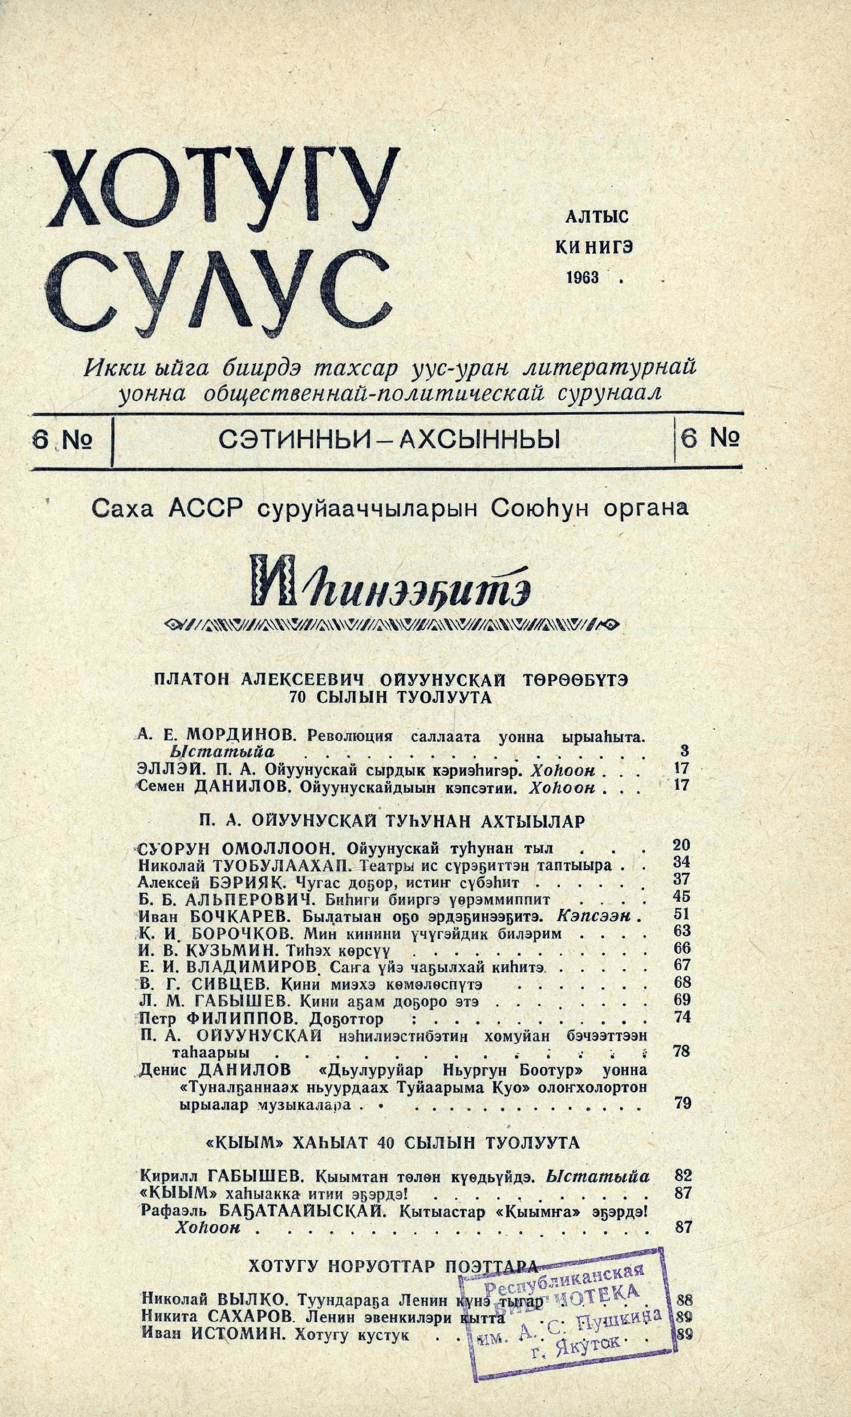 ХОТУГУ
СУЛУС
АЛТЫС
КИНИГЭ
1963
Икки ыйга биирдэ тахсар уус-уран литературнай
уонна общественнай-политическай сурунаал
6 № СЭТИННЬИ – АХСЫННЬЫ 6 №
Саха АССР суруйааччыларын Союһун органа
Иһинээҕитэ
ПЛАТОН АЛЕКСЕЕВИЧ ОЙУУНУСКАЙ ТӨРӨӨБҮТЭ
70 СЫЛЫН ТУОЛУУТА
А. Е. МОРДИНОВ. Революция саллаата уонна ырыаһыта.
Ыстатыйа . . . . . . . . . . . . . . . . 3
ЭЛЛЭЙ. П. А. Ойуунускай сырдык кэриэһигэр. Хоһоон . . . 17
Семен ДАНИЛОВ. Ойуунускайдыын кэпсэтии. Хоһоон . . . 17
П. А. ОЙУУНУСКАЙ ТУҺУНАН АХТЫЫЛАР
СУОРУН ОМОЛЛООН. Ойуунускай туһунан тыл . . . 20
Николай ТУОБУЛААХАП. Театры ис сүрэҕиттэн таптыыра . . 34
Алексей БЭРИЯК. Чугас доҕор, истиҥ сүбэһит . . . . . . 37
Б. Б. АЛЬПЕРОВИЧ. Биһиги бииргэ үөрэммиппит . . . . 45
Иван БОЧКАРЕВ. Былатыан оҕо эрдэҕинээҕитэ. Кэпсээн . 51
К. И. БОРОЧКОВ. Мин кинини үчүгэйдик билэрим . . . . 63
И. В. КУЗЬМИН. Тиһэх көрсүү . . . . . . . . . . . . 66
Е. И. ВЛАДИМИРОВ. Саҥа үйэ чаҕылхай киһитэ. . . . . . 67
В. Г. СИВЦЕВ. Кини миэхэ көмөлөспүтэ . . . . . . . 68
Л. М. ГАБЫШЕВ. Кини аҕам доҕоро этэ . . . . . . . . 69
Петр ФИЛИППОВ. Доҕоттор : . . . . . . . . . . . 74
П. А. ОЙУУНУСКАЙ нэһилиэстибэтин хомуйан бэчээттээн
таһаарыы . . . . . . . . . . . . . . . . 78
Денис ДАНИЛОВ «Дьулуруйар Ньургун Боотур» уонна
«Туналҕаннаах ньуурдаах Туйаарыма Куо» олоҥхолортон
ырыалар музыкалара . . . . . . . . . . . . . . 79
«КЫЫМ» ХАҺЫАТ 40 СЫЛЫН ТУОЛУУТА
Кирилл ГАБЫШЕВ. Кыымтан төлөн күөдьүйдэ. Ыстатыйа 82
«КЫЫМ» хаһыакка итии эҕэрдэ! . . . . . . . . . . . 87
Рафаэль БАҔАТААЙЫСКАЙ. Кытыастар «Кыымҥа» эҕэрдэ!
Хоһоон . . . . . . . . . . . . . . . . . . 87
ХОТУГУ НОРУОТТАР ПОЭТТАРА
Николай ВЫЛКО. Туундараҕа Ленин күнэ тыгар . . . . . 88
Никита САХАРОВ. Ленин эвенкилэри кытта . . . . . 89
Иван ИСТОМИН. Хотугу кустук . . . . . . . . . 89
Республиканская
БИБЛИОТЕКА
им. А. С. Пушкина
г. Якутск